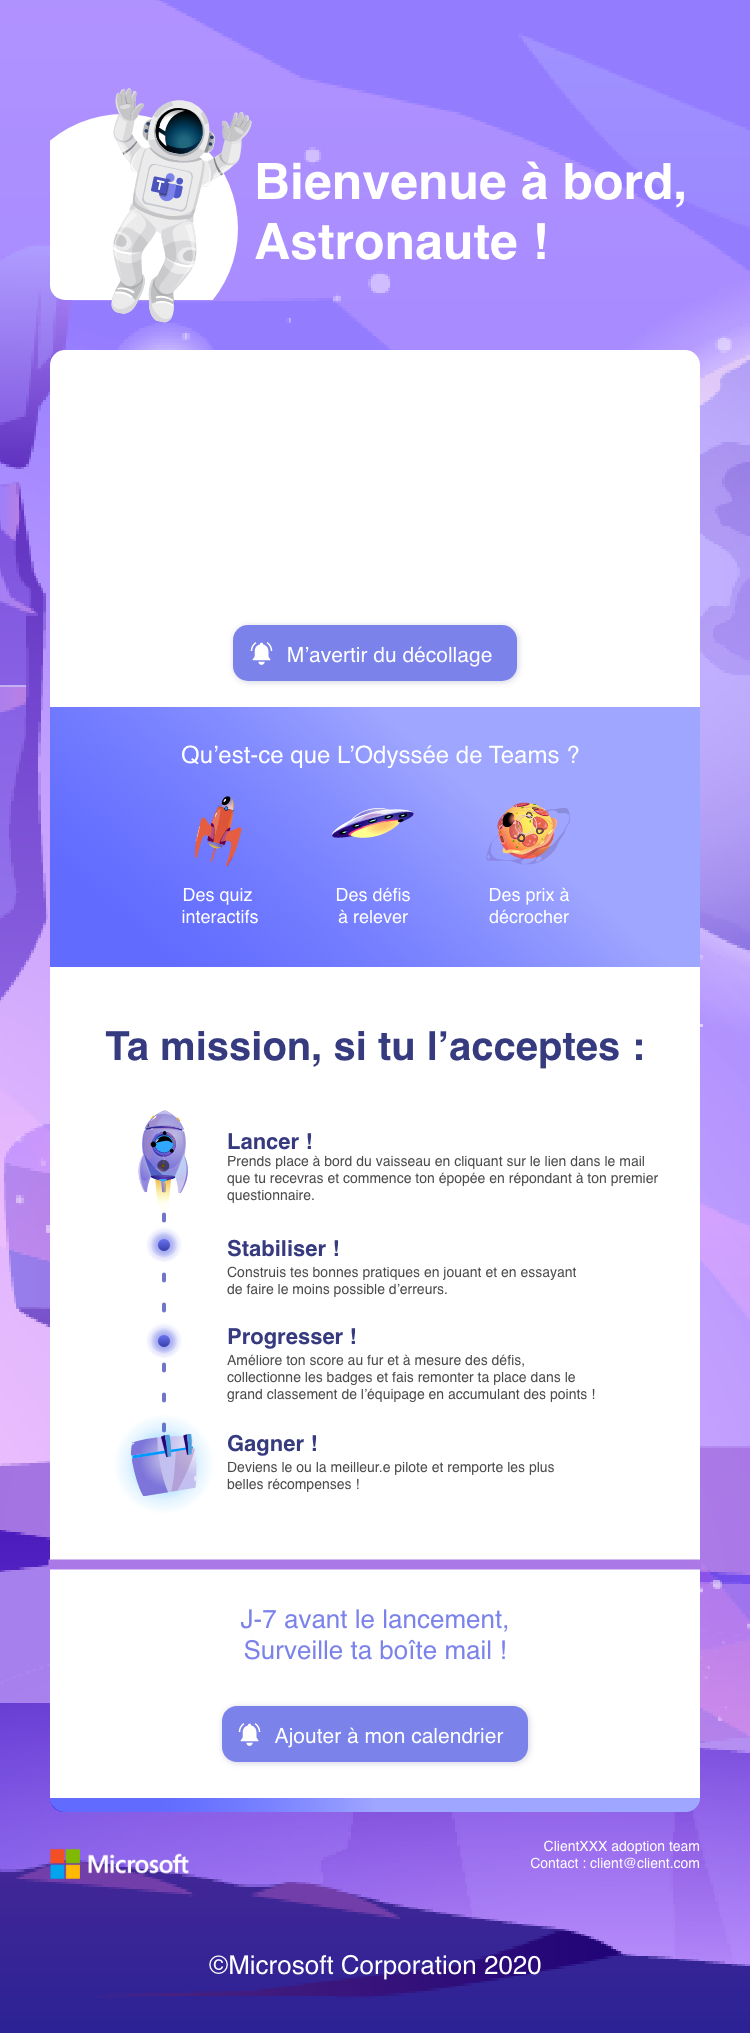 Bienvenue à bord,
Astronaute !
T
M’avertir du décollage
Qu’est-ce que L’Odyssée de Teams ?
Des quiz
interactifs
Des défis
à relever
Des prix à
décrocher
Ta mission, si tu l’acceptes :
Lancer !
Prends place à bord du vaisseau en cliquant sur le lien dans le mail
que tu recevras et commence ton épopée en répondant à ton premier
questionnaire.
Stabiliser !
Construis tes bonnes pratiques en jouant et en essayant
de faire le moins possible d’erreurs.
Progresser !
Améliore ton score au fur et à mesure des défis,
collectionne les badges et fais remonter ta place dans le
grand classement de l’équipage en accumulant des points !
Gagner !
Deviens le ou la meilleur.e pilote et remporte les plus
belles récompenses !
J-7 avant le lancement,
Surveille ta boîte mail !
Ajouter à mon calendrier
Microsoft
ClientXXX adoption team
Contact : client@client.com
©Microsoft Corporation 2020